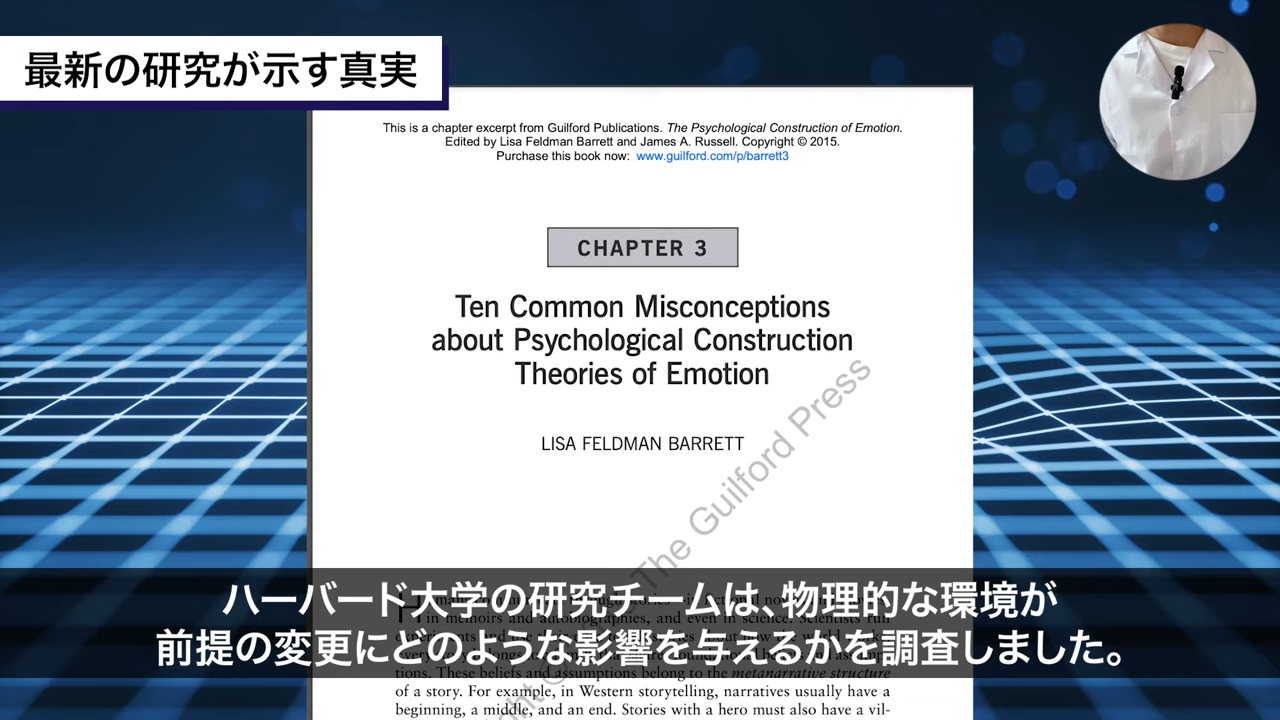 最新の研究が示す真実
This is a chapter excerpt from Guilford Publications. The Psychological Construction of Emotion.
Edited by Lisa Feldman Barrett and James A. Russell. Copyright © 2015.
Purchase this book now: www.guilford.com/p/barrett3
CHAPTER 3
Ten Common Misconceptions
about Psychological Construction
Theories of Emotion
LISA FELDMAN BARRETT
The Guilford Press
ハーバード大学の研究チームは、物理的な環境が
前提の変更にどのような影響を与えるかを調査しました。
in memoirs and autobiographies, and even in science. Scientists run
tions. These beliefs and assumptions belong to the metanarrative structure
of a story. For example, in Western storytelling, narratives usually have a
beginning, a middle, and an end. Stories with a hero must also have a vil-